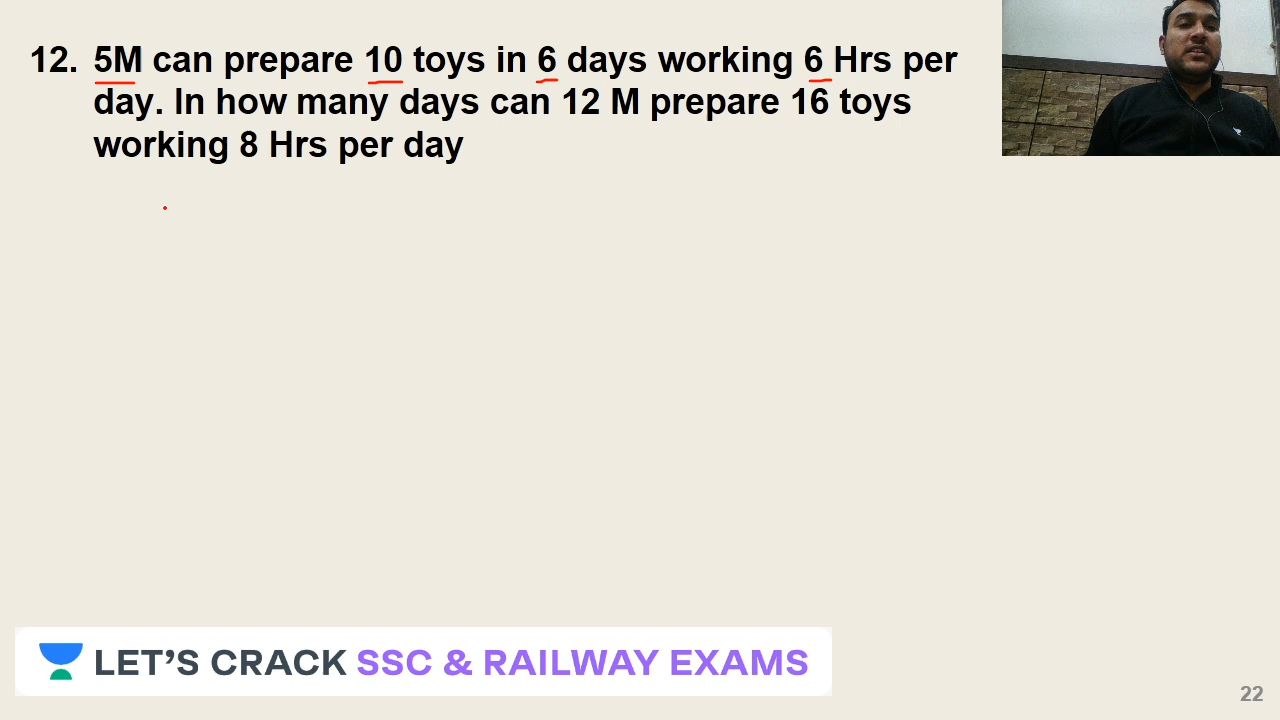 12. 5M can prepare 10 toys in 6 days working 6 Hrs per
day. In how many days can 12 M prepare 16 toys
working 8 Hrs per day
LET'S CRACK SSC & RAILWAY EXAMS
22